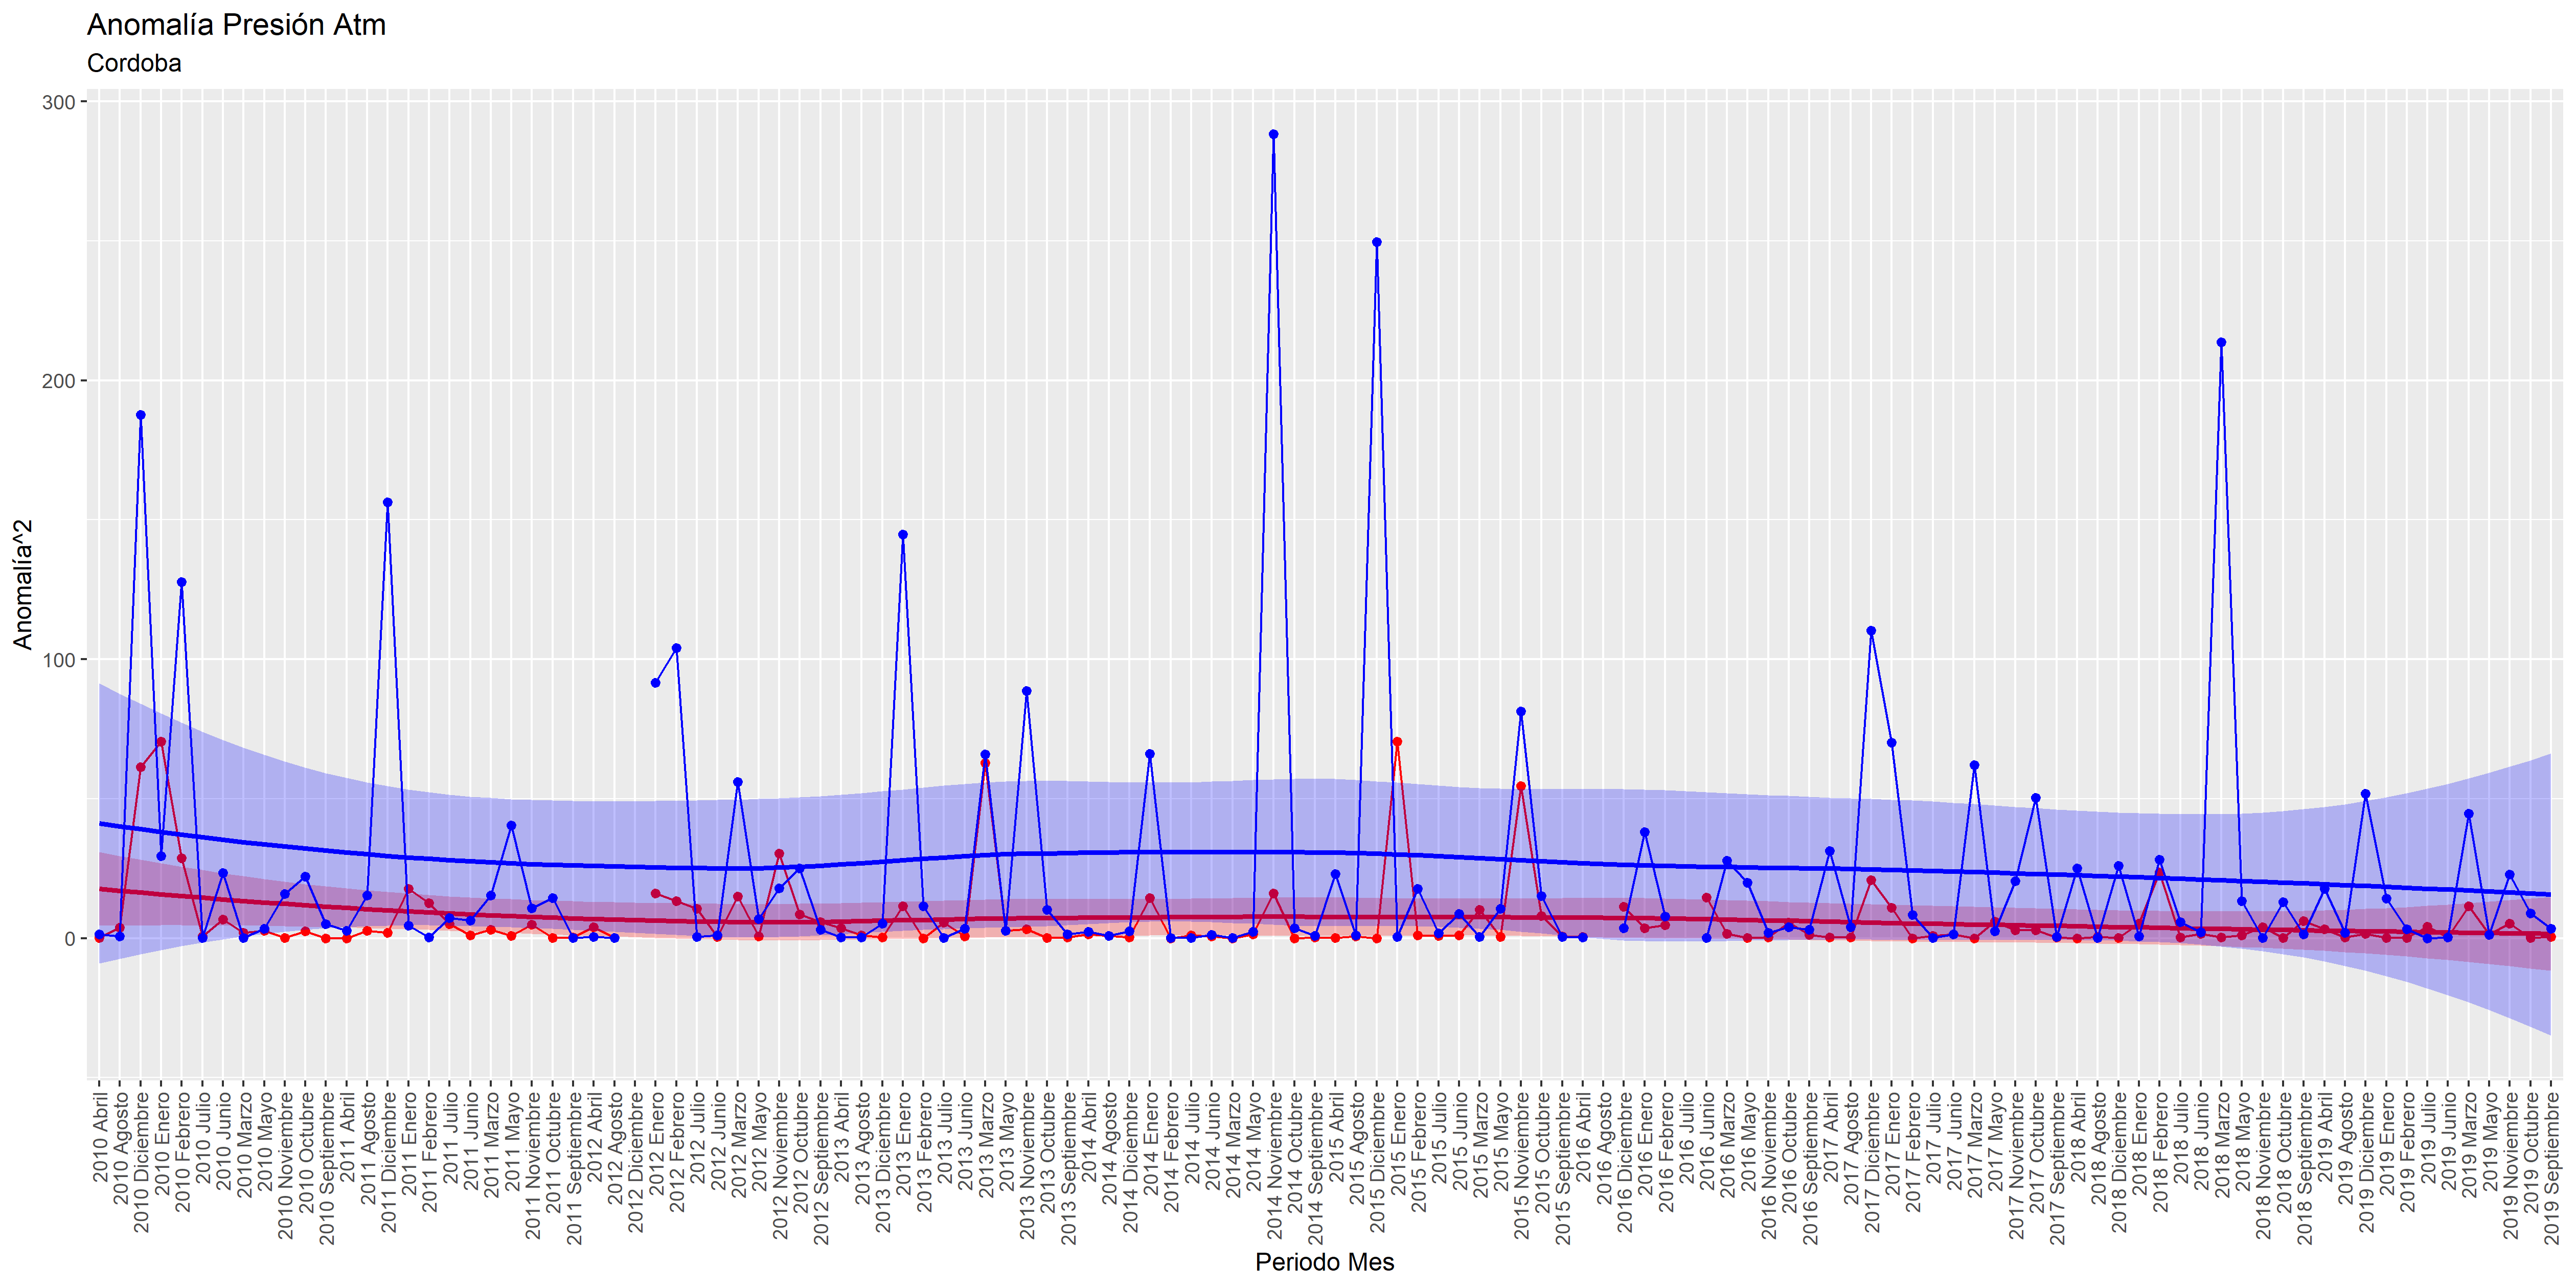 Anomalía Presión Atm
Cordoba
Anomalía^2
300
200
100
0
2010 Abril
2010 Agosto
2010 Diciembre
2010 Enero
2010 Febrero
2010 Julio
2010 Junio
2010 Marzo
2010 Mayo
2010 Noviembre
2010 Octubre
2010 Septiembre
2011 Abril
2011 Agosto
2011 Diciembre
2011 Enero
2011 Febrero
2011 Julio
2011 Junio
2011 Marzo
2011 Mayo
2011 Noviembre
2011 Octubre
2011 Septiembre
2012 Abril
2012 Agosto
2012 Diciembre
2012 Enero
2012 Febrero
2012 Julio
2012 Junio
2012 Marzo
2012 Mayo
2012 Noviembre
2012 Octubre
2012 Septiembre
2013 Abril
2013 Agosto
2013 Diciembre
2013 Enero
2013 Febrero
2013 Julio
2013 Junio
2013 Marzo
2013 Mayo
2013 Noviembre
2013 Octubre
2013 Septiembre
2014 Abril
2014 Agosto
2014 Diciembre
2014 Enero
2014 Febrero
2014 Julio
2014 Junio
2014 Marzo
2014 Mayo
2014 Noviembre
2014 Octubre
2014 Septiembre
2015 Abril
2015 Agosto
2015 Diciembre
2015 Enero
2015 Febrero
2015 Julio
2015 Junio
2015 Marzo
2015 Mayo
2015 Noviembre
2015 Octubre
2015 Septiembre
2016 Abril
2016 Agosto
2016 Diciembre
2016 Enero
2016 Febrero
2016 Julio
2016 Junio
2016 Marzo
2016 Mayo
2016 Noviembre
2016 Octubre
2016 Septiembre
2017 Abril
2017 Agosto
2017 Diciembre
2017 Enero
2017 Febrero
2017 Julio
2017 Junio
2017 Marzo
2017 Mayo
2017 Noviembre
2017 Octubre
2017 Septiembre
2018 Abril
2018 Agosto
2018 Diciembre
2018 Enero
2018 Febrero
2018 Julio
2018 Junio
2018 Marzo
2018 Mayo
2018 Noviembre
2018 Octubre
2018 Septiembre
2019 Abril
2019 Agosto
2019 Diciembre
2019 Enero
2019 Febrero
2019 Julio
2019 Junio
2019 Marzo
2019 Mayo
2019 Noviembre
2019 Octubre
2019 Septiembre
Periodo Mes